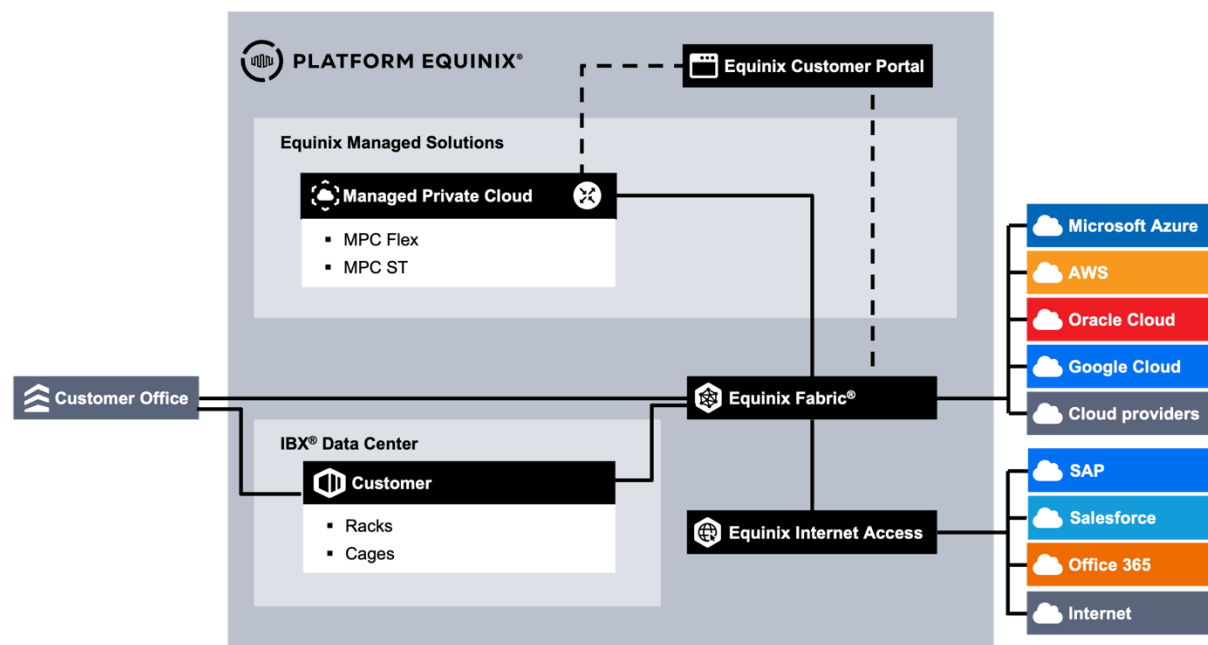 PLATFORM EQUINIX®
Equinix Customer Portal
Equinix Managed Solutions
Managed Private Cloud
▪ MPC Flex
▪ MPC ST
Microsoft Azure
AWS
Oracle Cloud
Google Cloud
Cloud providers
Customer Office
Equinix Fabric®
IBX® Data Center
Customer
▪ Racks
▪ Cages
Equinix Internet Access
SAP
Salesforce
Office 365
Internet